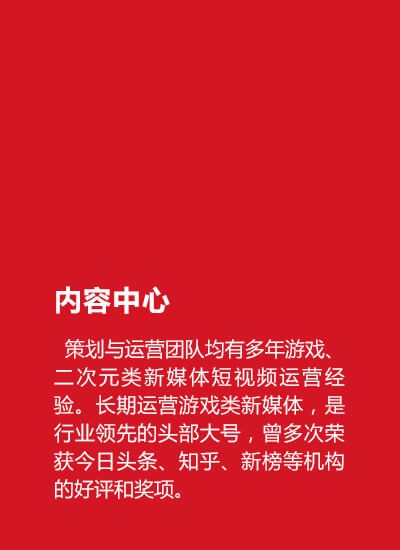 内容中心
策划与运营团队均有多年游戏、
二次元类新媒体短视频运营经
验。长期运营游戏类新媒体，是
行业领先的头部大号，曾多次荣
获今日头条、知乎、新榜等机构
的好评和奖项。